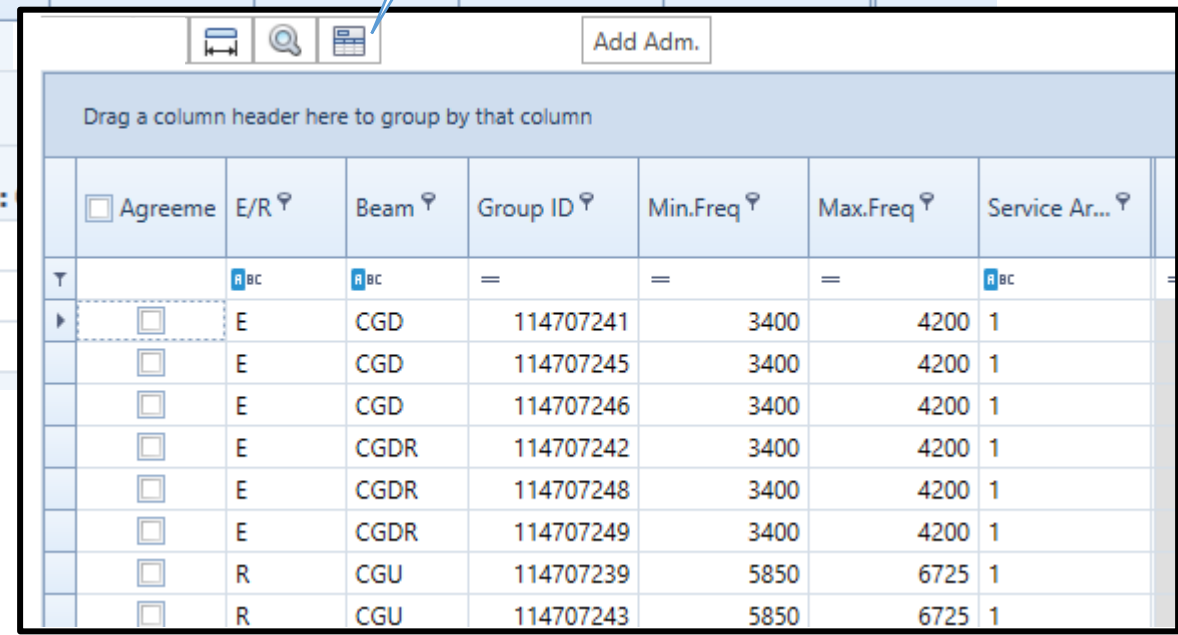 Add Adm.
Drag a column header here to group by that column
Agreeme E/R Beam Group ID Min.Freq Max.Freq Service Ar...
ABC ABC = = = ABC =
E CGD 114707241 3400 4200 1
E CGD 114707245 3400 4200 1
E CGD 114707246 3400 4200 1
E CGDR 114707242 3400 4200 1
E CGDR 114707248 3400 4200 1
E CGDR 114707249 3400 4200 1
R CGU 114707239 5850 6725 1
R CGU 114707243 5850 6725 1